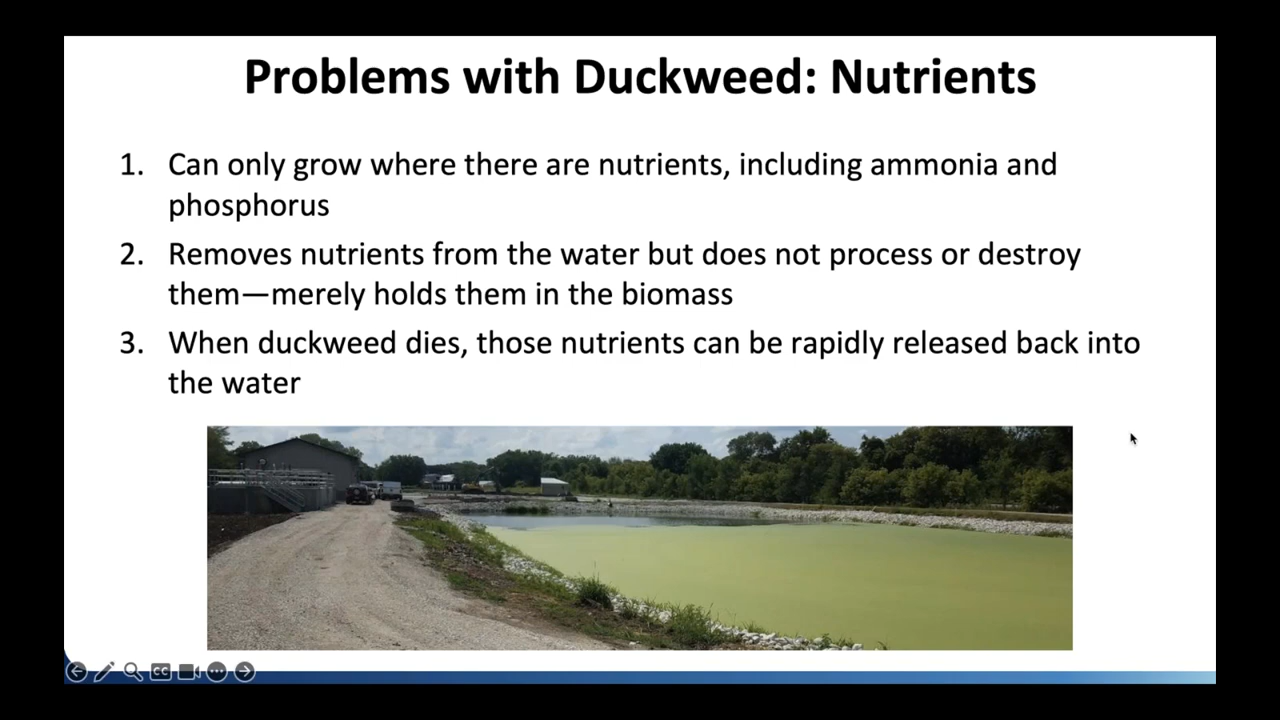 Problems with Duckweed: Nutrients
1. Can only grow where there are nutrients, including ammonia and
phosphorus
2. Removes nutrients from the water but does not process or destroy
them—merely holds them in the biomass
3. When duckweed dies, those nutrients can be rapidly released back into
the water
CC